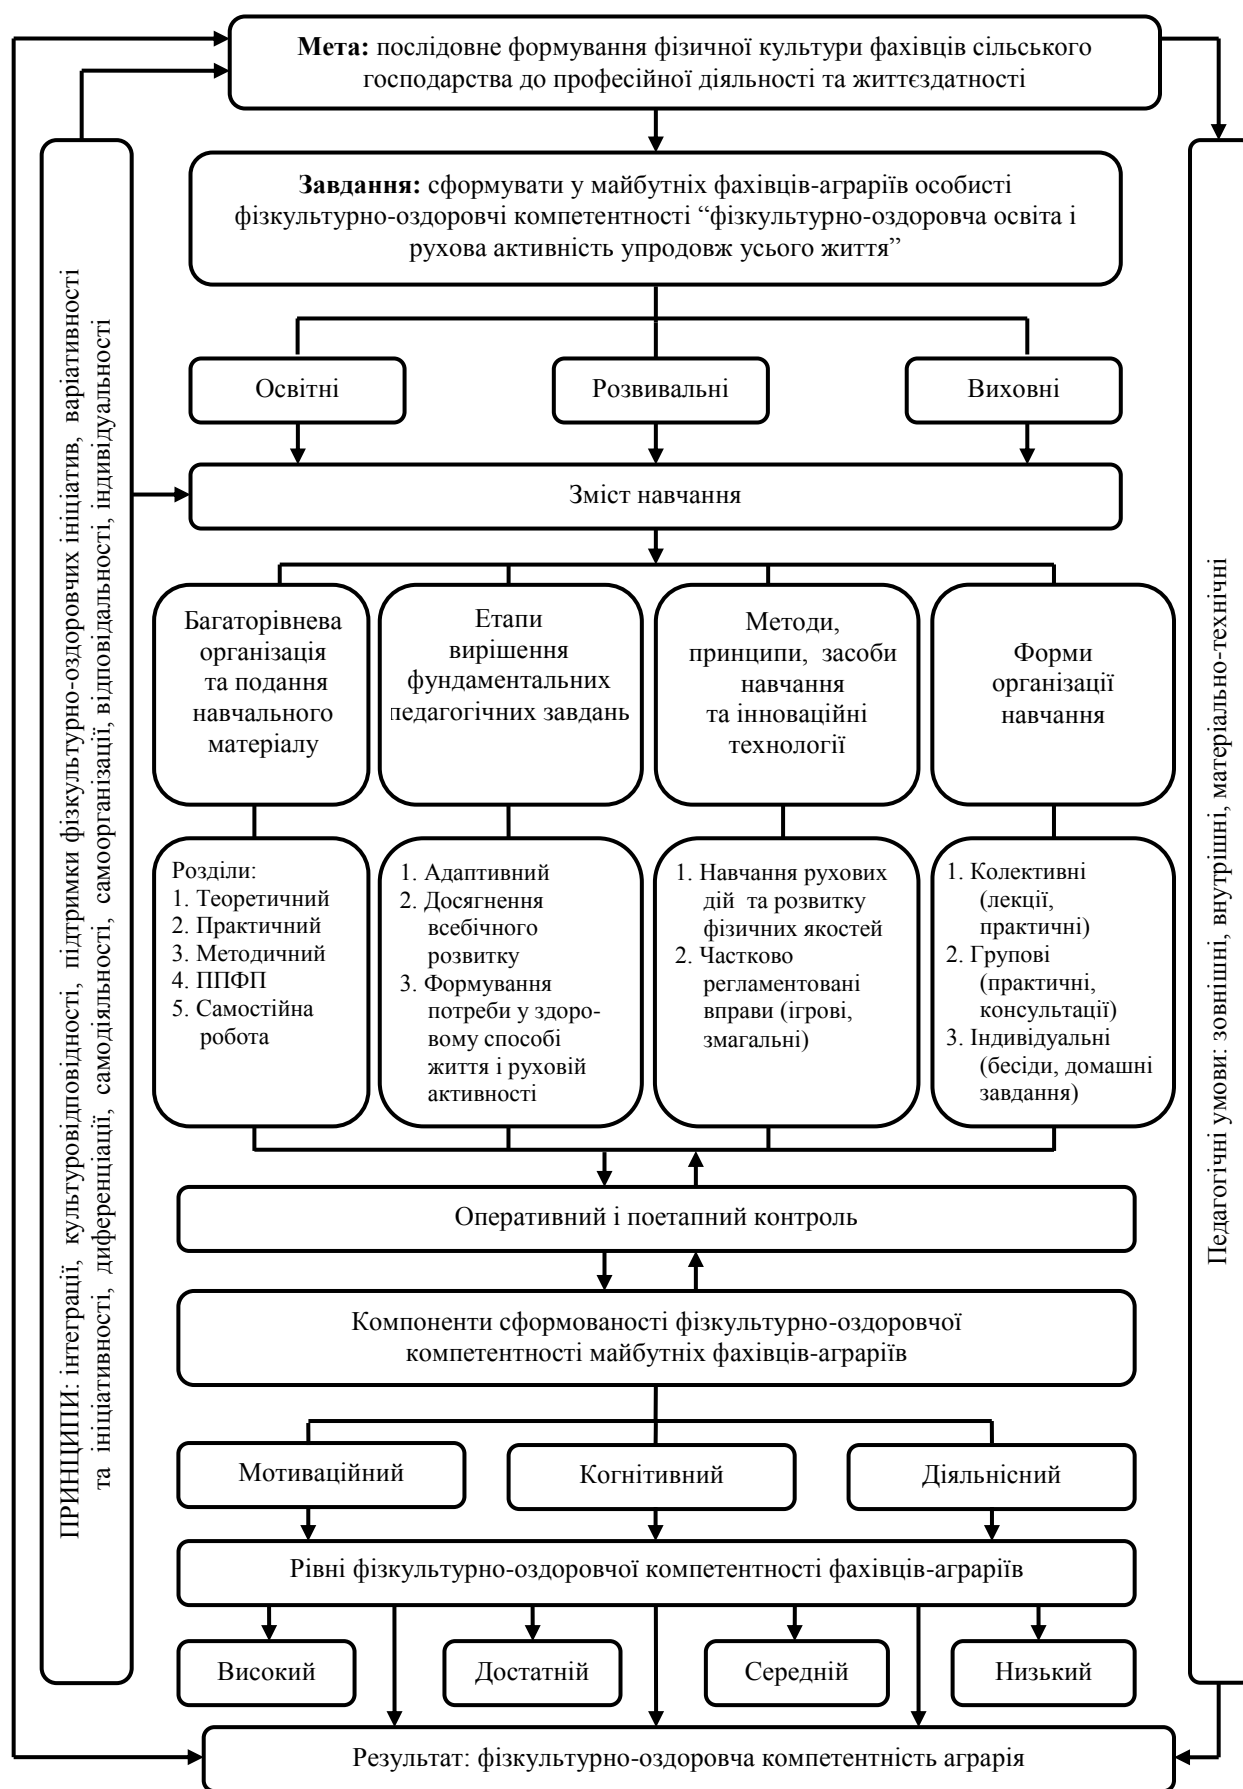 Мета: послідовне формування фізичної культури фахівців сільського
господарства до професійної діяльності та життєздатності
Завдання: сформувати у майбутніх фахівців-аграріїв особисті
фізкультурно-оздоровчі компетентності “фізкультурно-оздоровча освіта і
рухова активність упродовж усього життя”
ПРИНЦИПИ: інтеграції, культуровідповідності, підтримки фізкультурно-оздоровчих ініціатив, варіативності
та ініціативності, диференціації, самодіяльності, самоорганізації, відповідальності, індивідуальності
Педагогічні умови: зовнішні, внутрішні, матеріально-технічні
Освітні
Розвивальні
Виховні
Зміст навчання
Багаторівнева
організація
та подання
навчального
матеріалу
Етапи
вирішення
фундаментальних
педагогічних завдань
Методи,
принципи, засоби
навчання
та інноваційні
технології
Форми
організації
навчання
Розділи:
1. Теоретичний
2. Практичний
3. Методичний
4. ППФП
5. Самостійна
робота
1. Адаптивний
2. Досягнення
всебічного
розвитку
3. Формування
потреби у здоро-
вому способі
життя і руховій
активності
1. Навчання рухових
дій та розвитку
фізичних якостей
2. Частково
регламентовані
вправи (ігрові,
змагальні)
1. Колективні
(лекції,
практичні)
2. Групові
(практичні,
консультації)
3. Індивідуальні
(бесіди, домашні
завдання)
Оперативний і поетапний контроль
Компоненти сформованості фізкультурно-оздоровчої
компетентності майбутніх фахівців-аграріїв
Мотиваційний
Когнітивний
Діяльнісний
Рівні фізкультурно-оздоровчої компетентності фахівців-аграріїв
Високий
Достатній
Середній
Низький
Результат: фізкультурно-оздоровча компетентність аграрія